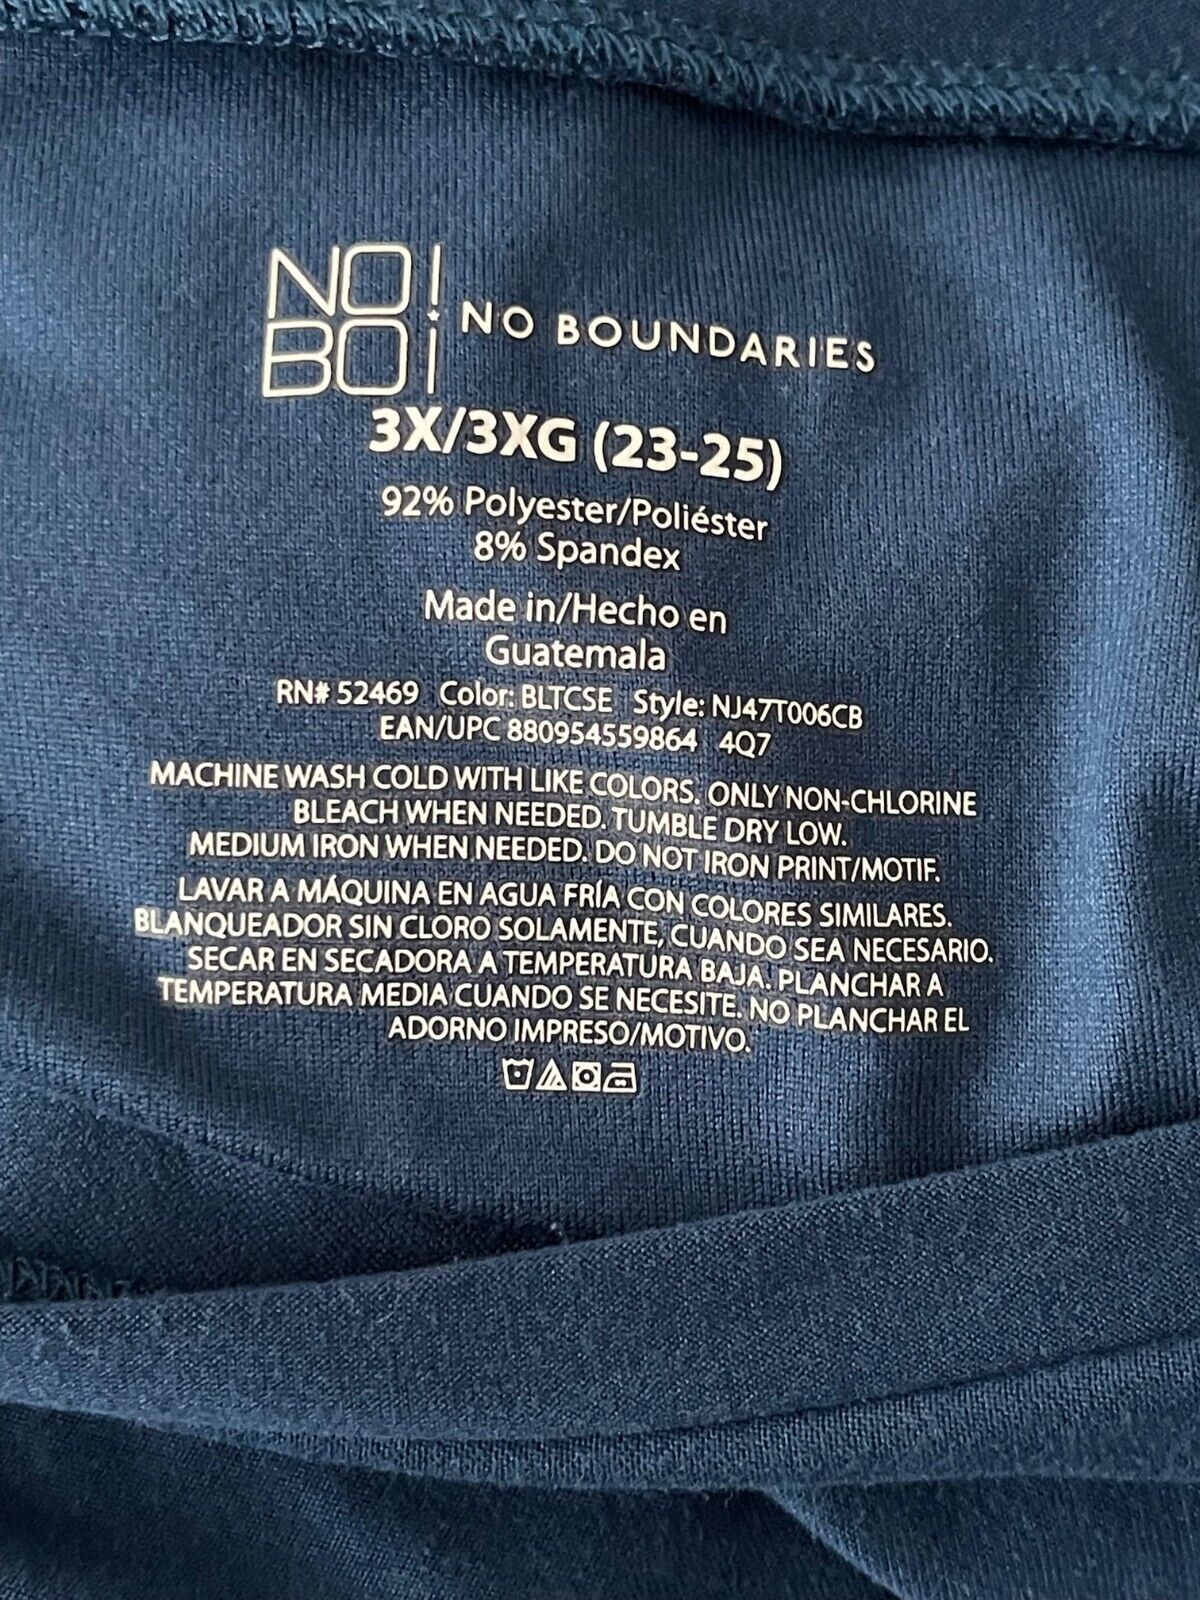 NO
BO
NO BOUNDARIES
3X/3XG (23-25)
92% Polyester/Poliéster
8% Spandex
Made in/Hecho en
Guatemala
RN# 52469 Color: BLTCSE Style: NJ47T006CB
EAN/UPC 880954559864 4Q7
MACHINE WASH COLD WITH LIKE COLORS. ONLY NON-CHLORINE
BLEACH WHEN NEEDED. TUMBLE DRY LOW.
MEDIUM IRON WHEN NEEDED. DO NOT IRON PRINT/MOTIF.
LAVAR A MÁQUINA EN AGUA FRÍA CON COLORES SIMILARES.
BLANQUEADOR SIN CLORO SOLAMENTE, CUANDO SEA NECESARIO.
SECAR EN SECADORA A TEMPERATURA BAJA. PLANCHAR A
TEMPERATURA MEDIA CUANDO SE NECESITE. NO PLANCHAR EL
ADORNO IMPRESO/MOTIVO.